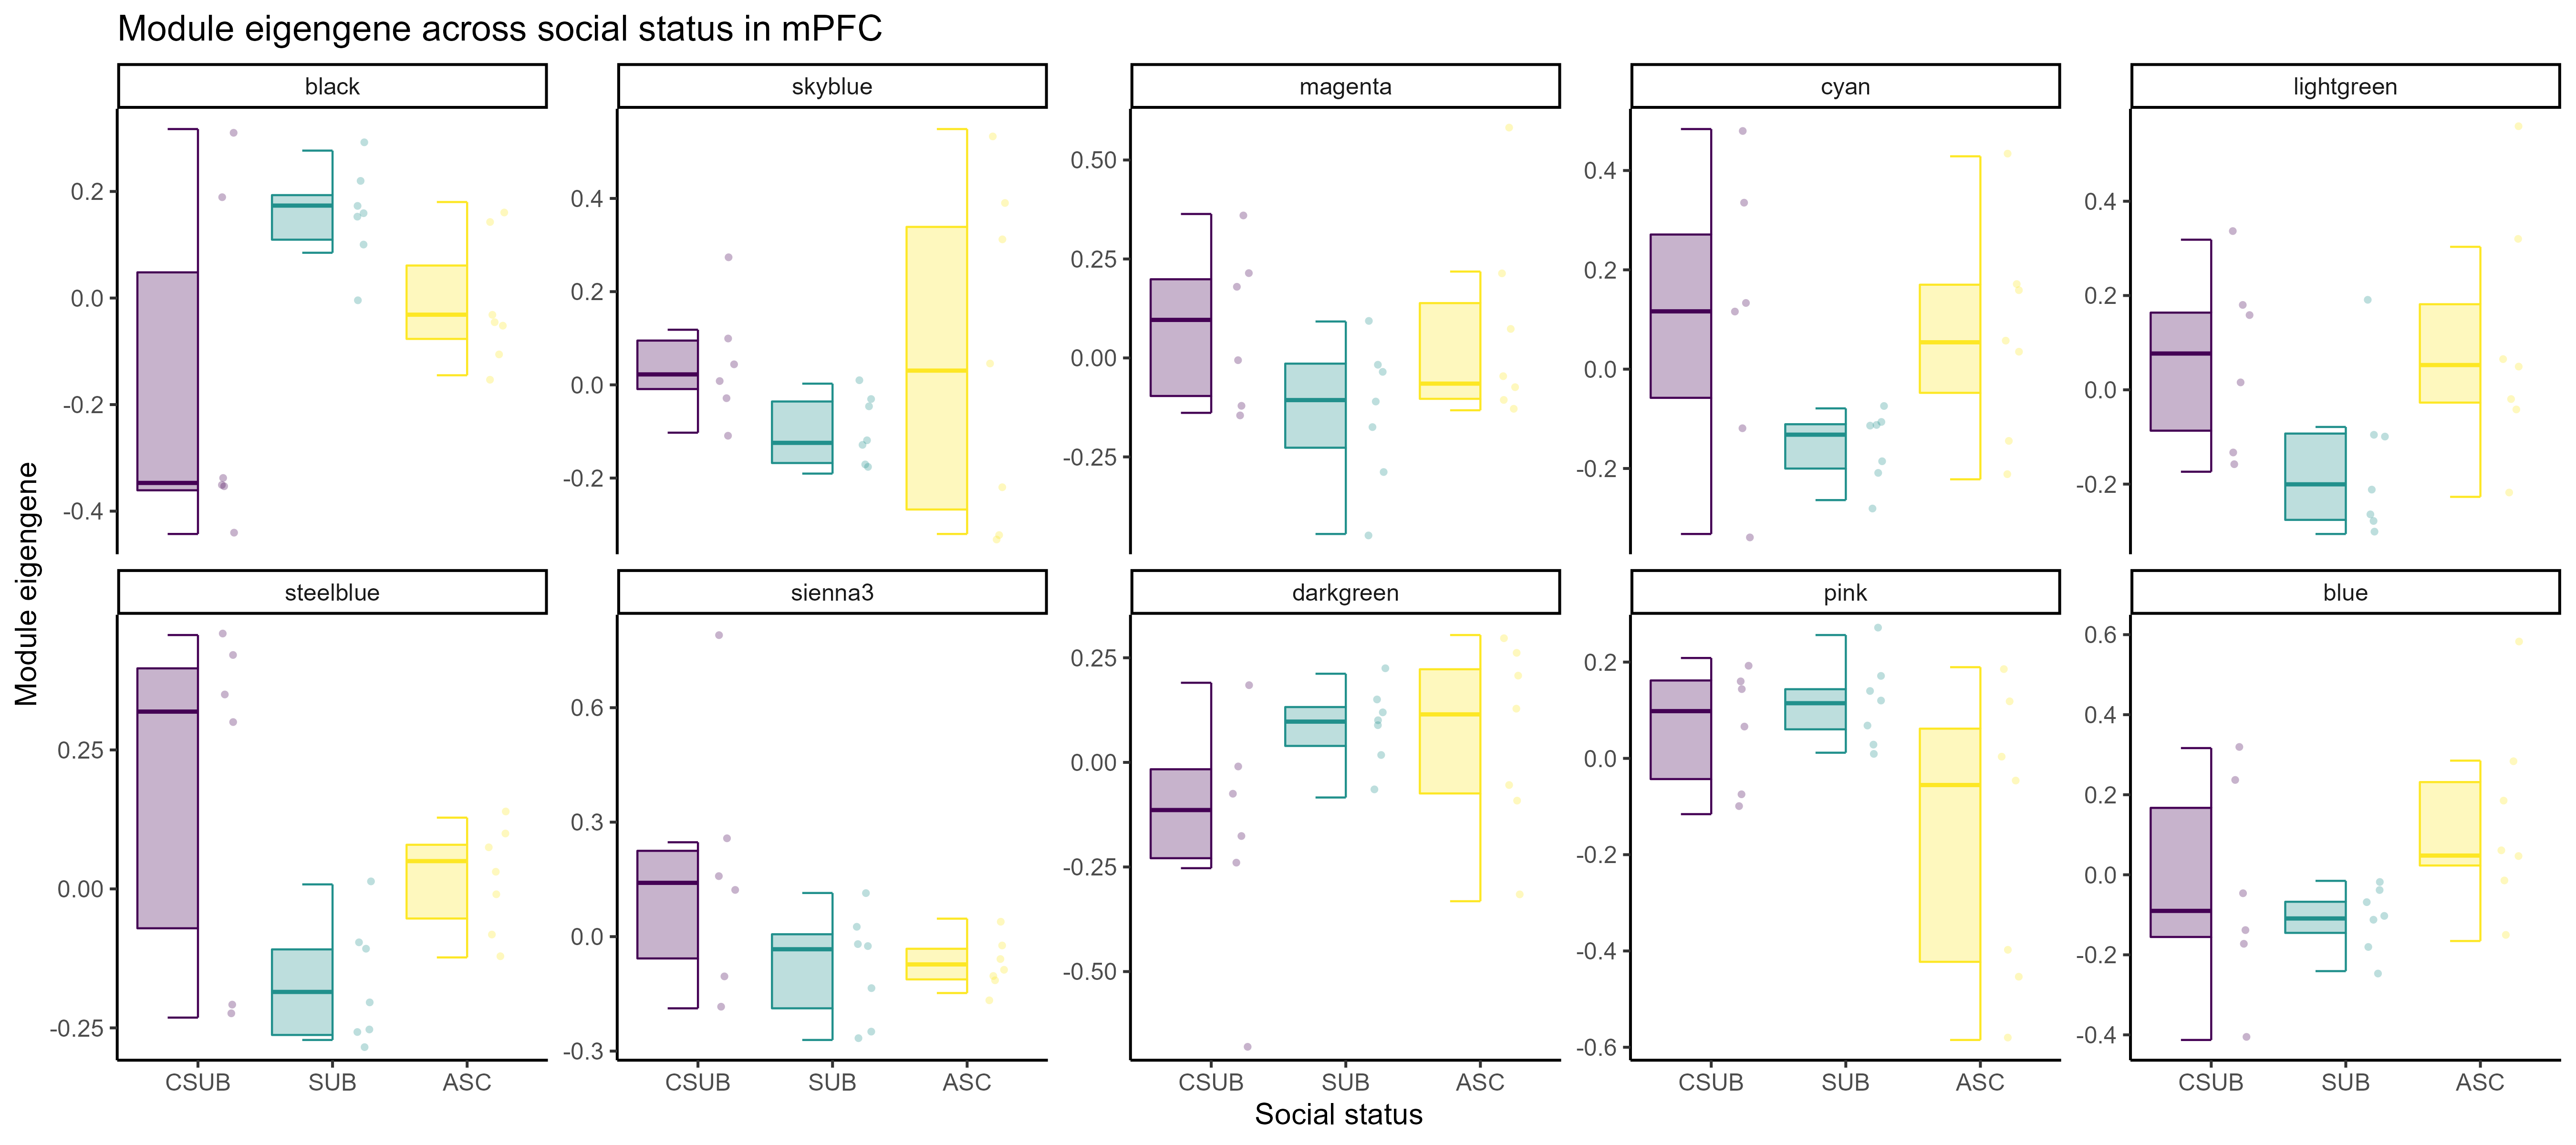 Module eigengene across social status in mPFC
black
skyblue
magenta
cyan
lightgreen
0.2
0.0
-0.2
-0.4
0.4
0.2
0.0
-0.2
0.50
0.25
0.00
-0.25
0.4
0.2
0.0
-0.2
0.4
0.2
0.0
-0.2
Module eigengene
steelblue
sienna3
darkgreen
pink
blue
0.25
0.00
-0.25
0.6
0.3
0.0
-0.3
0.25
0.00
-0.25
-0.50
0.2
0.0
-0.2
-0.4
-0.6
0.6
0.4
0.2
0.0
-0.2
-0.4
CSUB SUB ASC
CSUB SUB ASC
CSUB SUB ASC
CSUB SUB ASC
CSUB SUB ASC
Social status